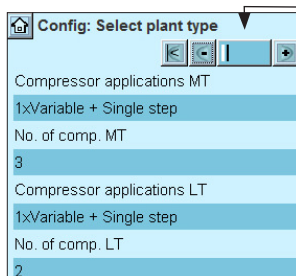 Config: Select plant type
Compressor applications MT
1xVariable + Single step
No. of comp. MT
3
Compressor applications LT
1xVariable + Single step
No. of comp. LT
2